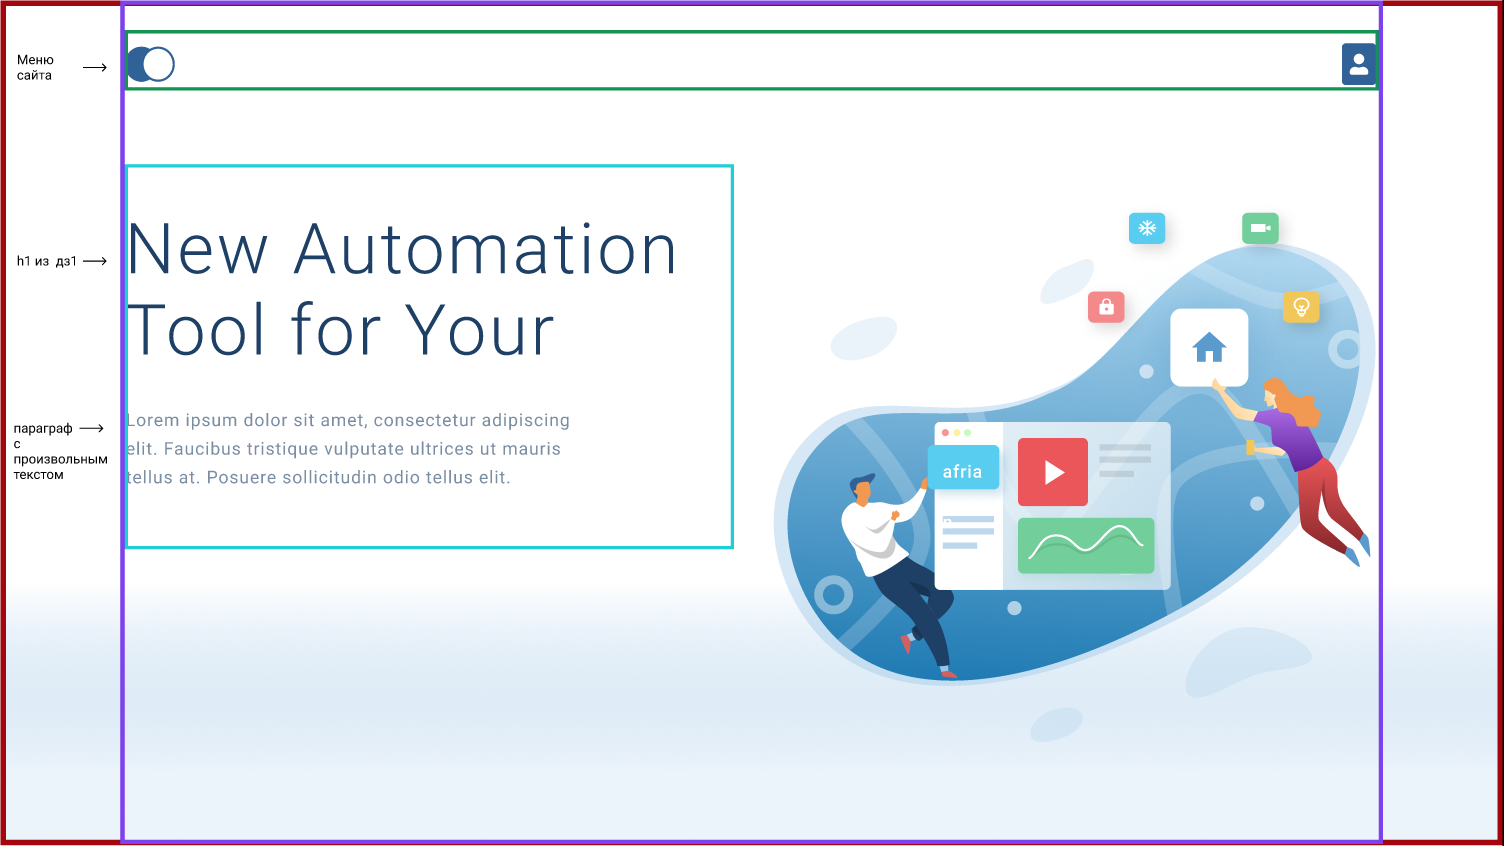 Меню
сайта
h1 из дз1
New Automation
Tool for Your
параграф
с
произвольным
текстом
Lorem ipsum dolor sit amet, consectetur adipiscing
elit. Faucibus tristique vulputate ultrices ut mauris
tellus at. Posuere sollicitudin odio tellus elit.
afria